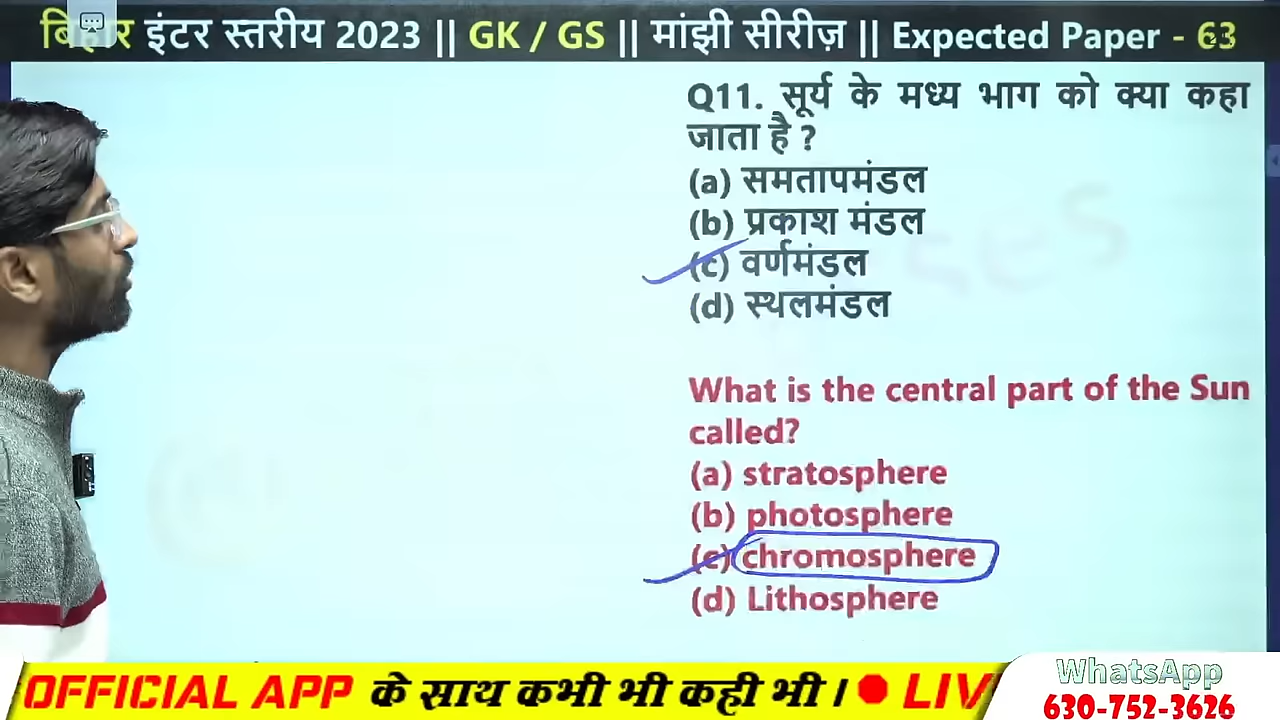 बिहार इंटर स्तरीय 2023 || GK / GS || मांझी सीरीज़ || Expected Paper - 63
Q11. सूर्य के मध्य भाग को क्या कहा
जाता है ?
(a) समतापमंडल
(b) प्रकाश मंडल
(c) वर्णमंडल
(d) स्थलमंडल
What is the central part of the Sun
called?
(a) stratosphere
(b) photosphere
(c) chromosphere
(d) Lithosphere
OFFICIAL APP के साथ कभी भी कही भी । LIV
WhatsApp
630-752-3626